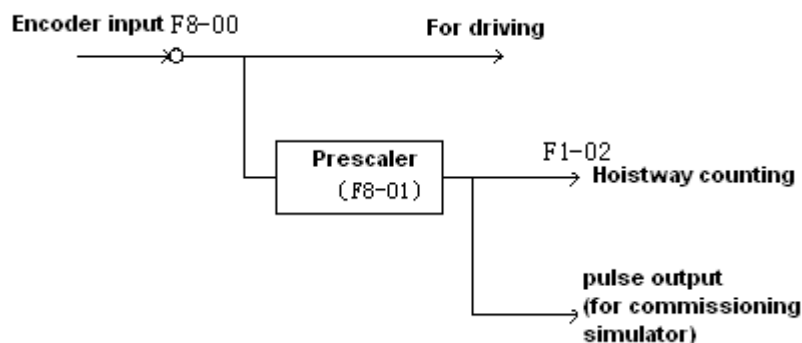 Encoder input F8-00
For driving
Prescaler
(F8-01)
F1-02
Hoistway counting
pulse output
(for commissioning
simulator)